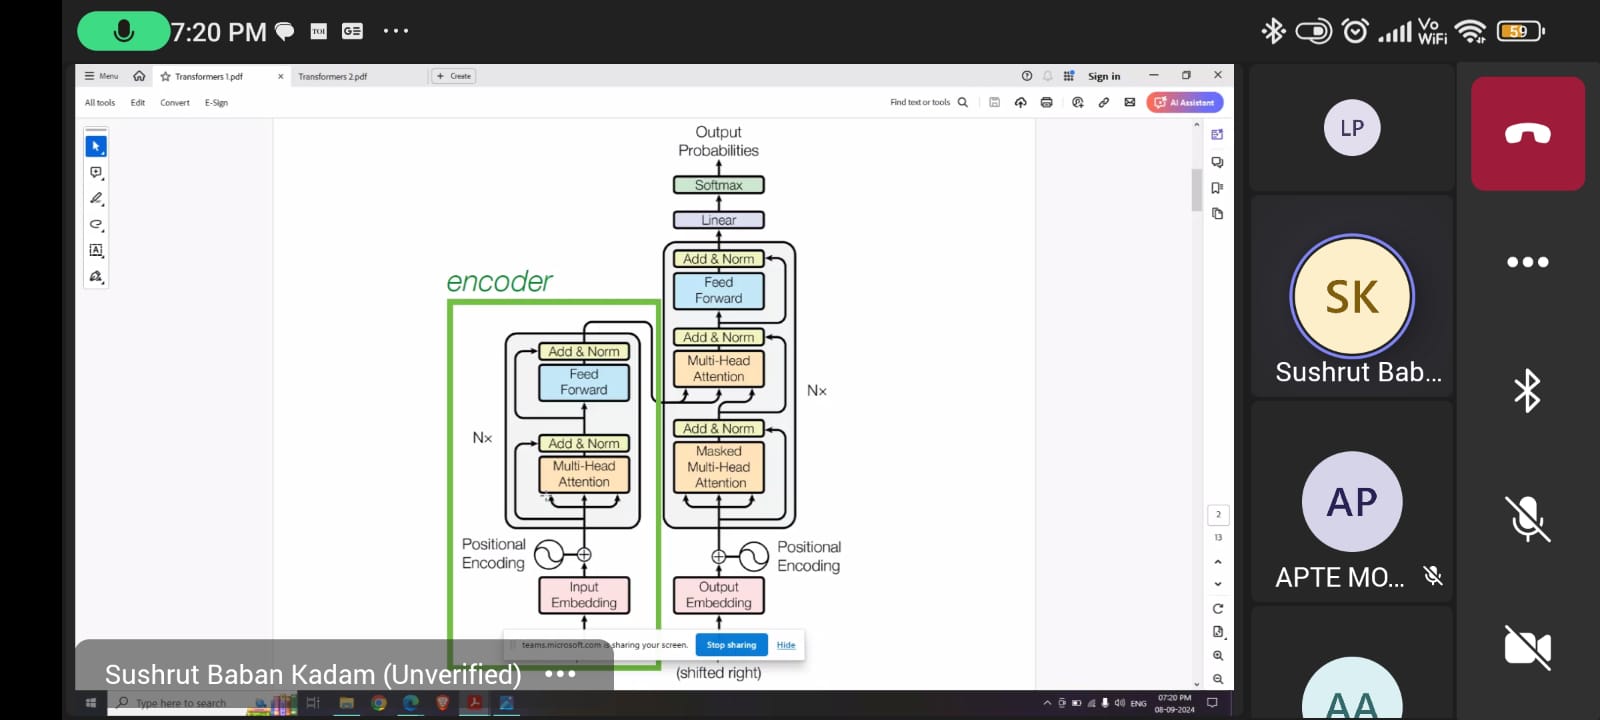 7:20 PM
TOI
GE
Vo
WiFi
59
Menu
Transformers 1.pdf
Transformers 2.pdf
+ Create
Sign in
All tools
Edit
Convert
E-Sign
Find text or tools
AI Assistant
Output
Probabilities
Softmax
Linear
Add & Norm
Feed
Forward
Add & Norm
Multi-Head
Attention
Nx
Add & Norm
Masked
Multi-Head
Attention
Positional
Encoding
Output
Embedding
(shifted right)
encoder
Add & Norm
Feed
Forward
Nx
Add & Norm
Multi-Head
Attention
Positional
Encoding
Input
Embedding
teams.microsoft.com is sharing your screen.
Stop sharing
Hide
2
13
Sushrut Baban Kadam (Unverified)
Type here to search
ENG
07:20 PM
08-09-2024
LP
SK
Sushrut Bab...
AP
APTE MO...
AA